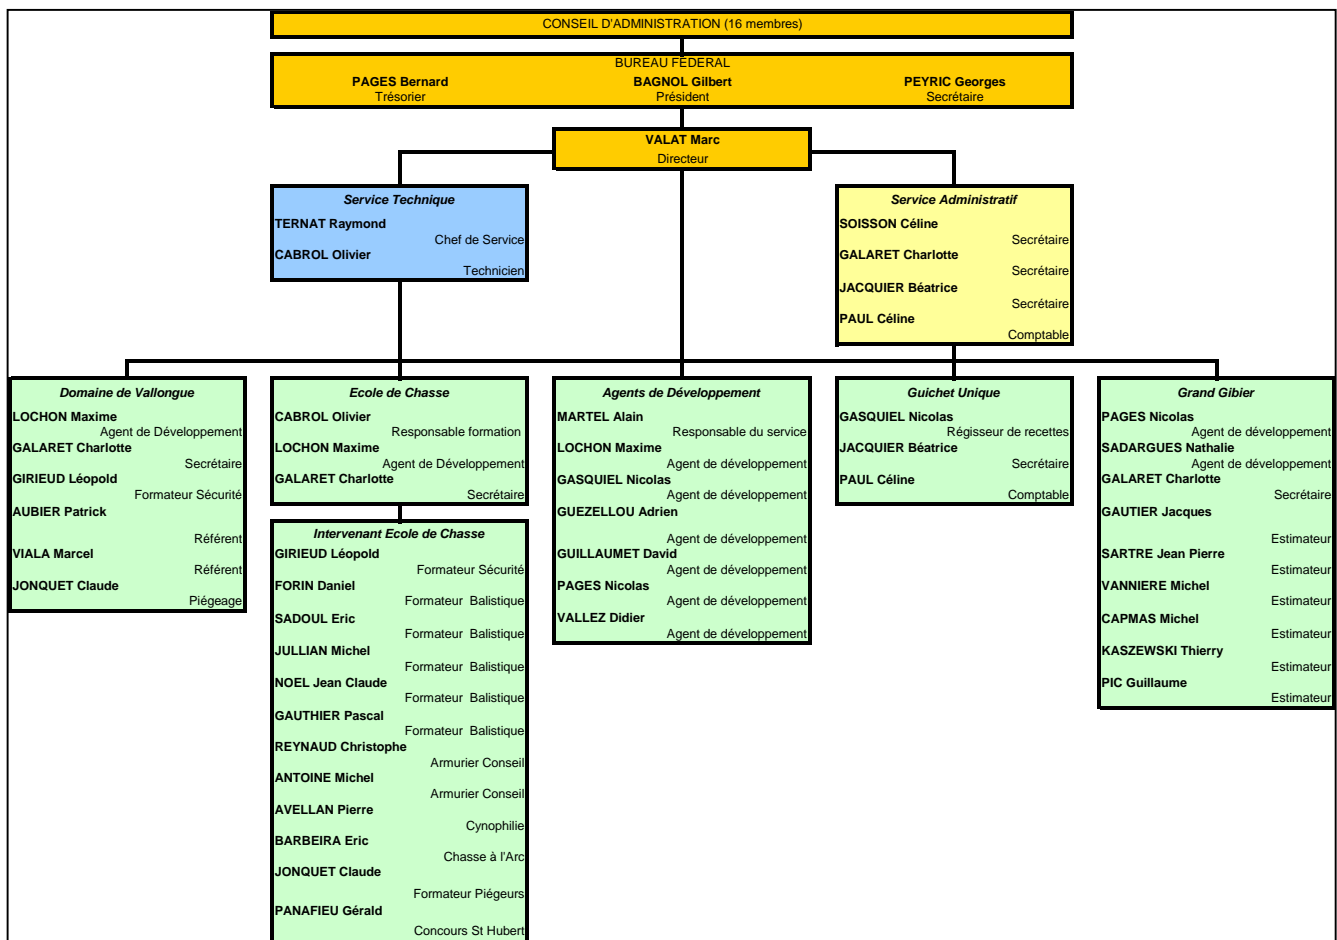 CONSEIL D'ADMINISTRATION (16 membres)
BUREAU FEDERAL
PAGES Bernard
Trésorier
BAGNOL Gilbert
Président
PEYRIC Georges
Secrétaire
VALAT Marc
Directeur
Service Technique
TERNAT Raymond
Chef de Service
CABROL Olivier
Technicien
Service Administratif
SOISSON Céline
Secrétaire
GALARET Charlotte
Secrétaire
JACQUIER Béatrice
Secrétaire
PAUL Céline
Comptable
Domaine de Vallongue
LOCHON Maxime
Agent de Développement
GALARET Charlotte
Secrétaire
GIRIEUD Léopold
Formateur Sécurité
AUBIER Patrick
Référent
VIALA Marcel
Référent
JONQUET Claude
Piégeage
Ecole de Chasse
CABROL Olivier
Responsable formation
LOCHON Maxime
Agent de Développement
GALARET Charlotte
Secrétaire
Intervenant Ecole de Chasse
GIRIEUD Léopold
Formateur Sécurité
FORIN Daniel
Formateur Balistique
SADOUL Eric
Formateur Balistique
JULLIAN Michel
Formateur Balistique
NOEL Jean Claude
Formateur Balistique
GAUTHIER Pascal
Formateur Balistique
REYNAUD Christophe
Armurier Conseil
ANTOINE Michel
Armurier Conseil
AVELLAN Pierre
Cynophilie
BARBEIRA Eric
Chasse à l'Arc
JONQUET Claude
Formateur Piégeurs
PANAFIEU Gérald
Concours St Hubert
Agents de Développement
MARTEL Alain
Responsable du service
LOCHON Maxime
Agent de développement
GASQUIEL Nicolas
Agent de développement
GUEZELLOU Adrien
Agent de développement
GUILLAUMET David
Agent de développement
PAGES Nicolas
Agent de développement
VALLEZ Didier
Agent de développement
Guichet Unique
GASQUIEL Nicolas
Régisseur de recettes
JACQUIER Béatrice
Secrétaire
PAUL Céline
Comptable
Grand Gibier
PAGES Nicolas
Agent de développement
SADARGUES Nathalie
Agent de développement
GALARET Charlotte
Secrétaire
GAUTIER Jacques
Estimateur
SARTRE Jean Pierre
Estimateur
VANNIERE Michel
Estimateur
CAPMAS Michel
Estimateur
KASZEWSKI Thierry
Estimateur
PIC Guillaume
Estimateur